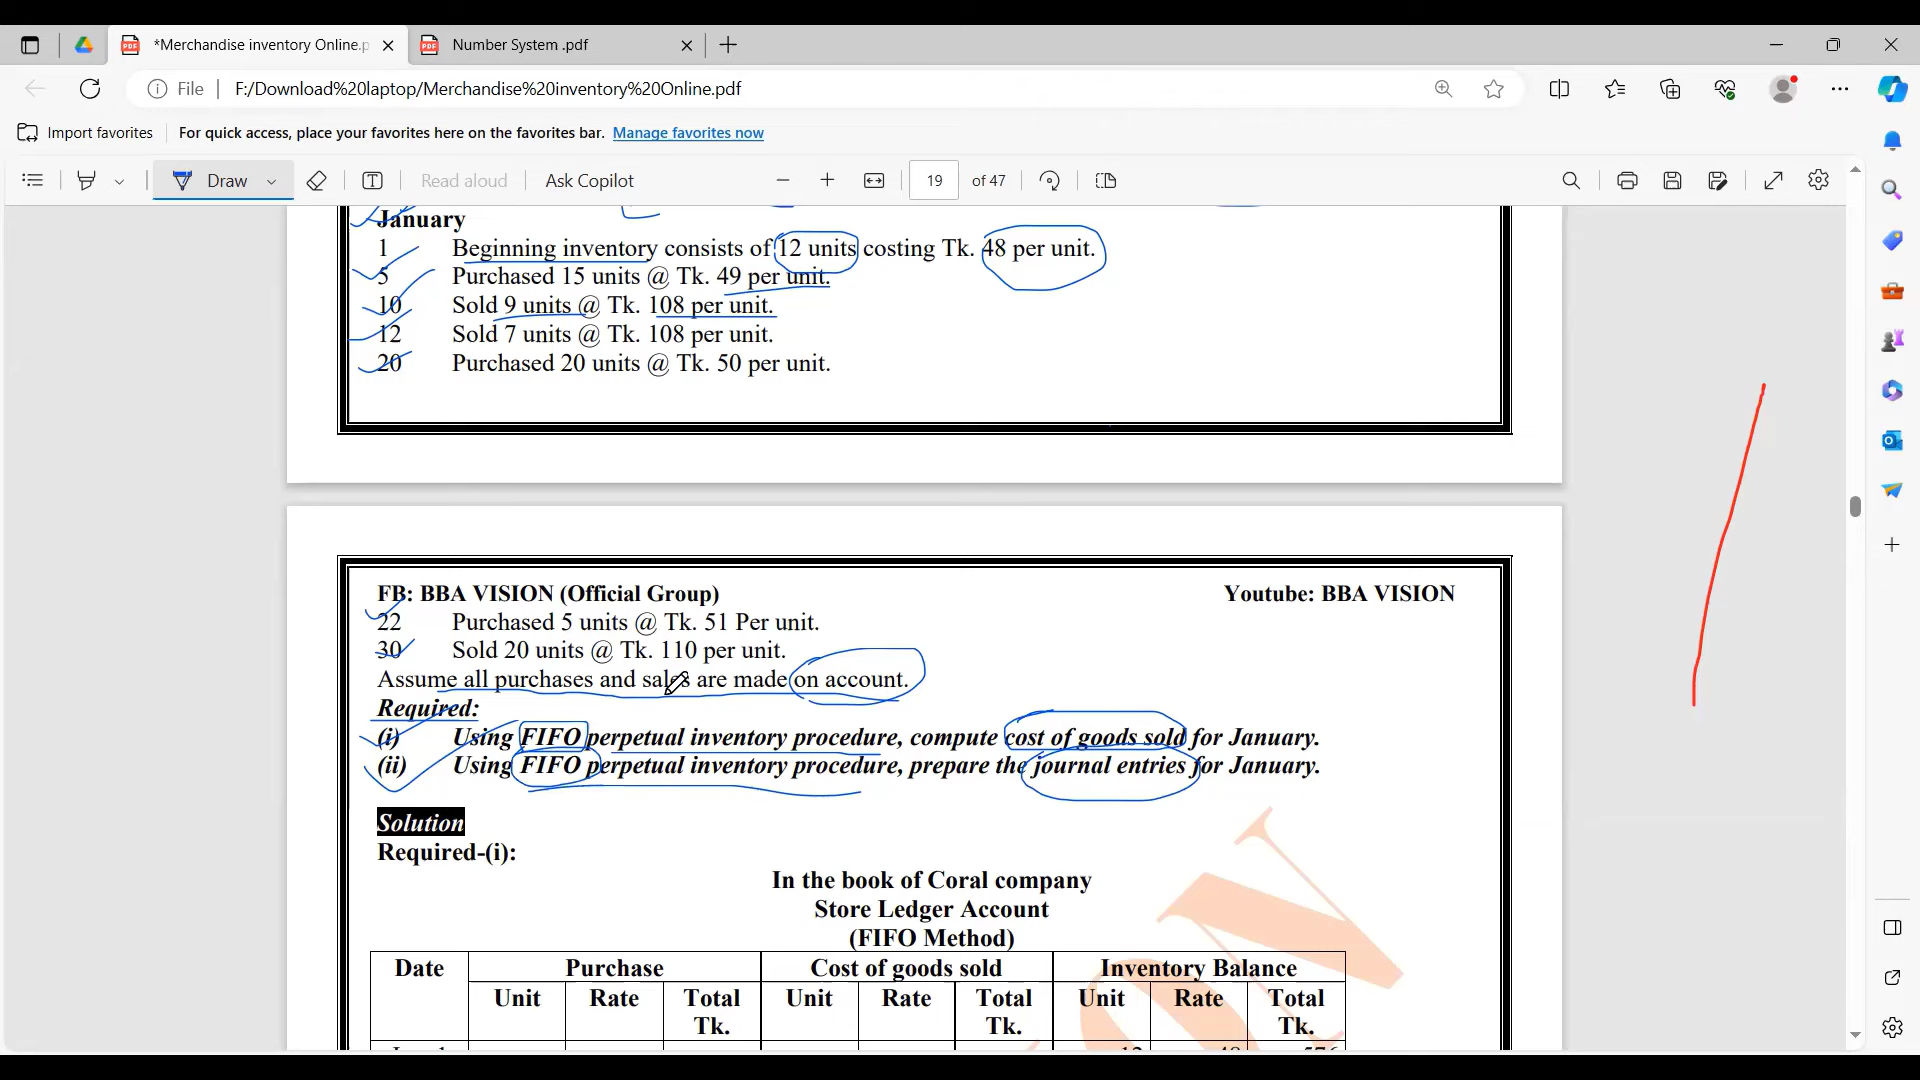 *Merchandise inventory Online.p
Number System .pdf
File
F:/Download%20laptop/Merchandise%20inventory%20Online.pdf
Import favorites
For quick access, place your favorites here on the favorites bar. Manage favorites now
Draw
Read aloud
Ask Copilot
19
of 47
January
1 Beginning inventory consists of 12 units costing Tk. 48 per unit.
5 Purchased 15 units @ Tk. 49 per unit.
10 Sold 9 units @ Tk. 108 per unit.
12 Sold 7 units @ Tk. 108 per unit.
20 Purchased 20 units @ Tk. 50 per unit.
FB: BBA VISION (Official Group) Youtube: BBA VISION
22 Purchased 5 units @ Tk. 51 Per unit.
30 Sold 20 units @ Tk. 110 per unit.
Assume all purchases and sales are made on account.
Required:
(i) Using FIFO perpetual inventory procedure, compute cost of goods sold for January.
(ii) Using FIFO perpetual inventory procedure, prepare the journal entries for January.
Solution
Required-(i):
In the book of Coral company
Store Ledger Account
(FIFO Method)
Date Purchase Cost of goods sold Inventory Balance
Unit Rate Total Unit Rate Total Unit Rate Total
Tk. Tk. Tk.